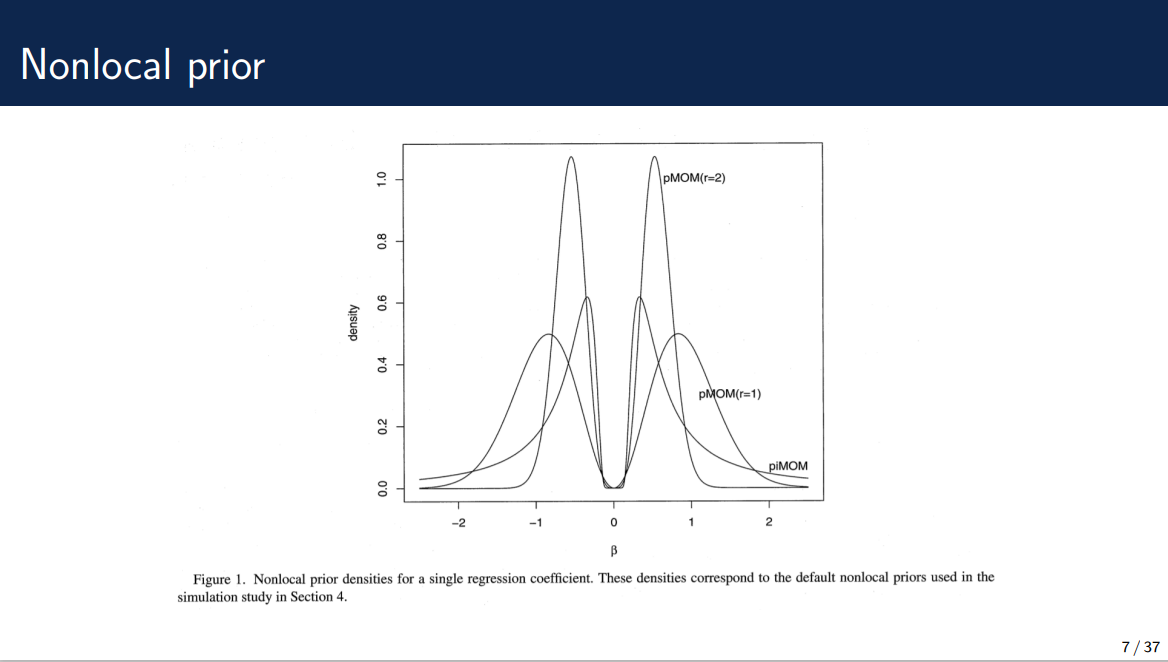 Nonlocal prior
1.0
0.8
0.6
0.4
0.2
0.0
density
pMOM(r=2)
pMOM(r=1)
piMOM
−2
−1
0
1
2
β
Figure 1. Nonlocal prior densities for a single regression coefficient. These densities correspond to the default nonlocal priors used in the
simulation study in Section 4.
7 / 37